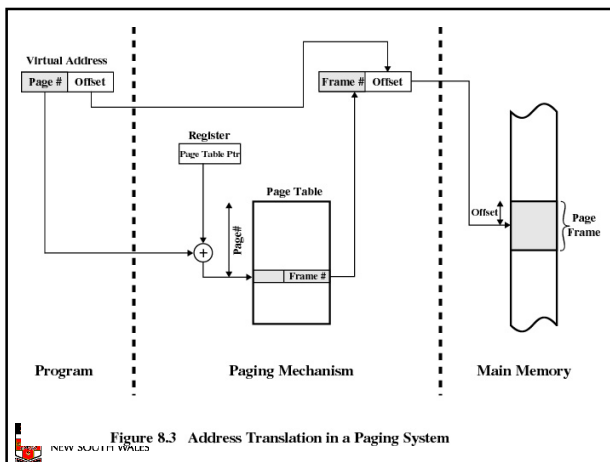 Virtual Address
Page # Offset
Frame # Offset
Register
Page Table Ptr
Page Table
Page#
+
Frame #
Offset
Page
Frame
Program
Paging Mechanism
Main Memory
Figure 8.3 Address Translation in a Paging System
NEW SOUTH WALES